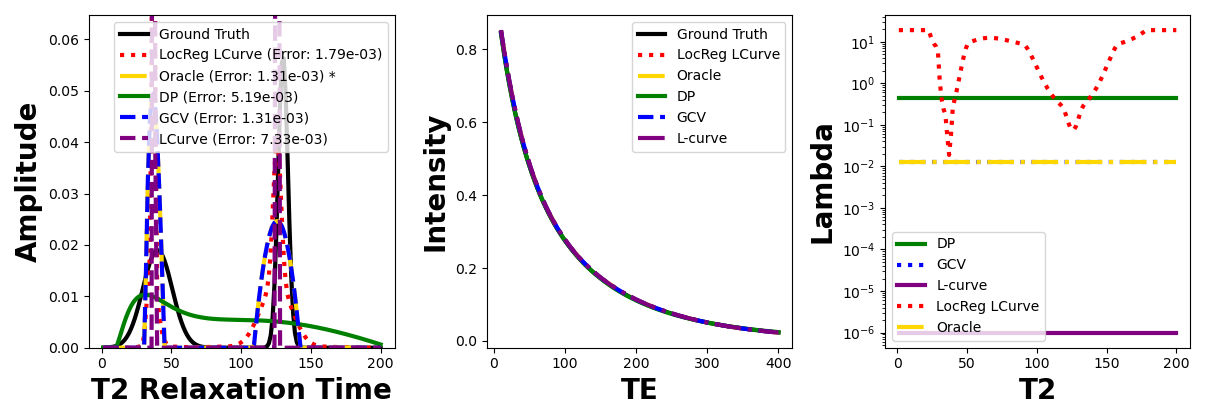 Amplitude
0.06
0.05
0.04
0.03
0.02
0.01
0.00
Ground Truth
LocReg LCurve (Error: 1.79e-03)
Oracle (Error: 1.31e-03) *
DP (Error: 5.19e-03)
GCV (Error: 1.31e-03)
LCurve (Error: 7.33e-03)
0 50 100 150 200
T2 Relaxation Time
Intensity
0.8
0.6
0.4
0.2
0.0
Ground Truth
LocReg LCurve
Oracle
DP
GCV
L-curve
0 100 200 300 400
TE
Lambda
10¹
10⁰
10⁻¹
10⁻²
10⁻³
10⁻⁴
10⁻⁵
10⁻⁶
DP
GCV
L-curve
LocReg LCurve
Oracle
0 50 100 150 200
T2